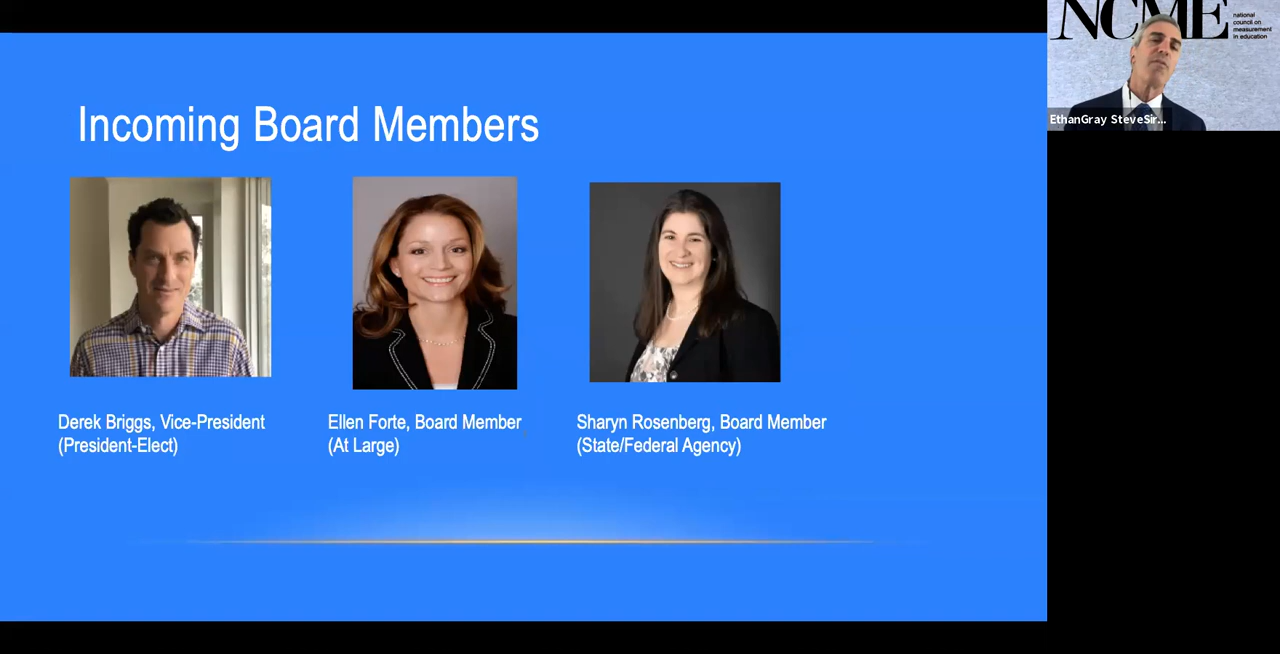 Incoming Board Members
Derek Briggs, Vice-President
(President-Elect)
Ellen Forte, Board Member
(At Large)
Sharyn Rosenberg, Board Member
(State/Federal Agency)
NCME
national
council on
measurement
in education
EthanGray SteveSir...